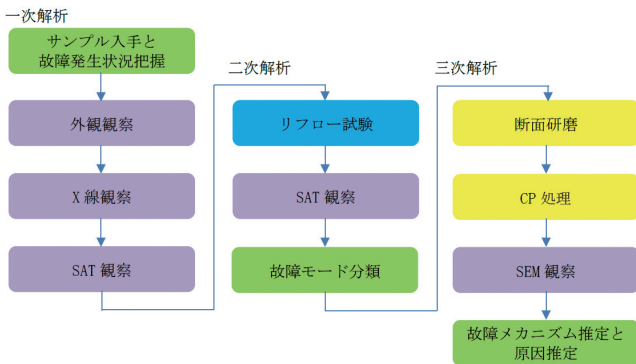 一次解析
サンプル入手と
故障発生状況把握
外観観察
X 線観察
SAT 観察
二次解析
リフロー試験
SAT 観察
故障モード分類
三次解析
断面研磨
CP 処理
SEM 観察
故障メカニズム推定と
原因推定